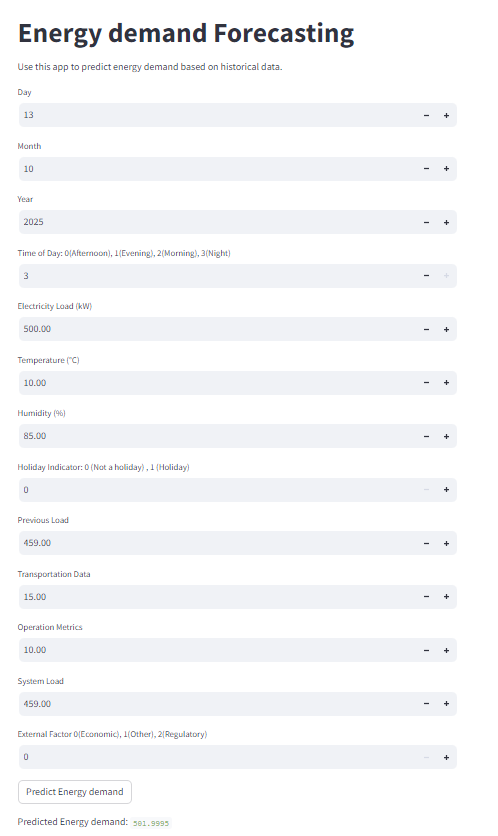 Energy demand Forecasting
Use this app to predict energy demand based on historical data.
Day
13
Month
10
Year
2025
Time of Day: 0(Afternoon), 1(Evening), 2(Morning), 3(Night)
3
Electricity Load (kW)
500.00
Temperature (°C)
10.00
Humidity (%)
85.00
Holiday Indicator: 0 (Not a holiday) , 1 (Holiday)
0
Previous Load
459.00
Transportation Data
15.00
Operation Metrics
10.00
System Load
459.00
External Factor 0(Economic), 1(Other), 2(Regulatory)
0
Predict Energy demand
Predicted Energy demand: 501.9995